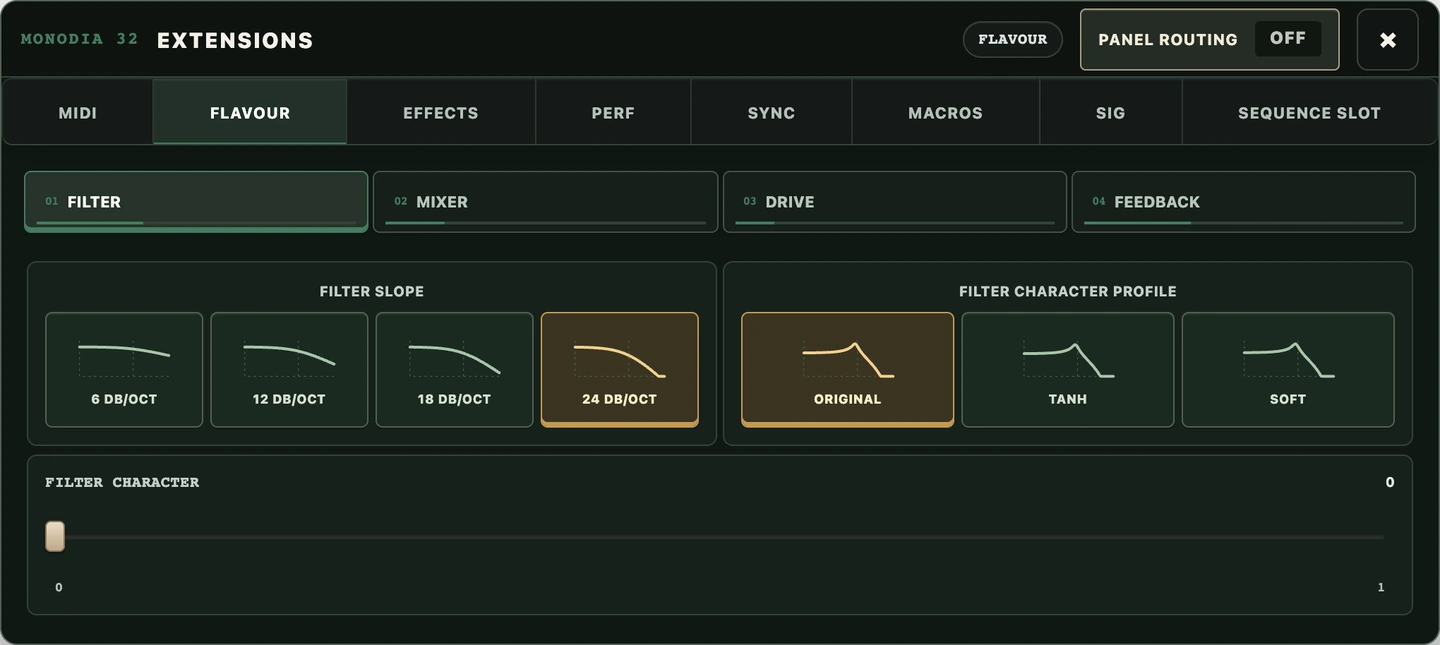 MONODIA 32 EXTENSIONS FLAVOUR PANEL ROUTING OFF ×
MIDI FLAVOUR EFFECTS PERF SYNC MACROS SIG SEQUENCE SLOT
01 FILTER 02 MIXER 03 DRIVE 04 FEEDBACK
FILTER SLOPE FILTER CHARACTER PROFILE
6 DB/OCT 12 DB/OCT 18 DB/OCT 24 DB/OCT ORIGINAL TANH SOFT
FILTER CHARACTER 0
0 1